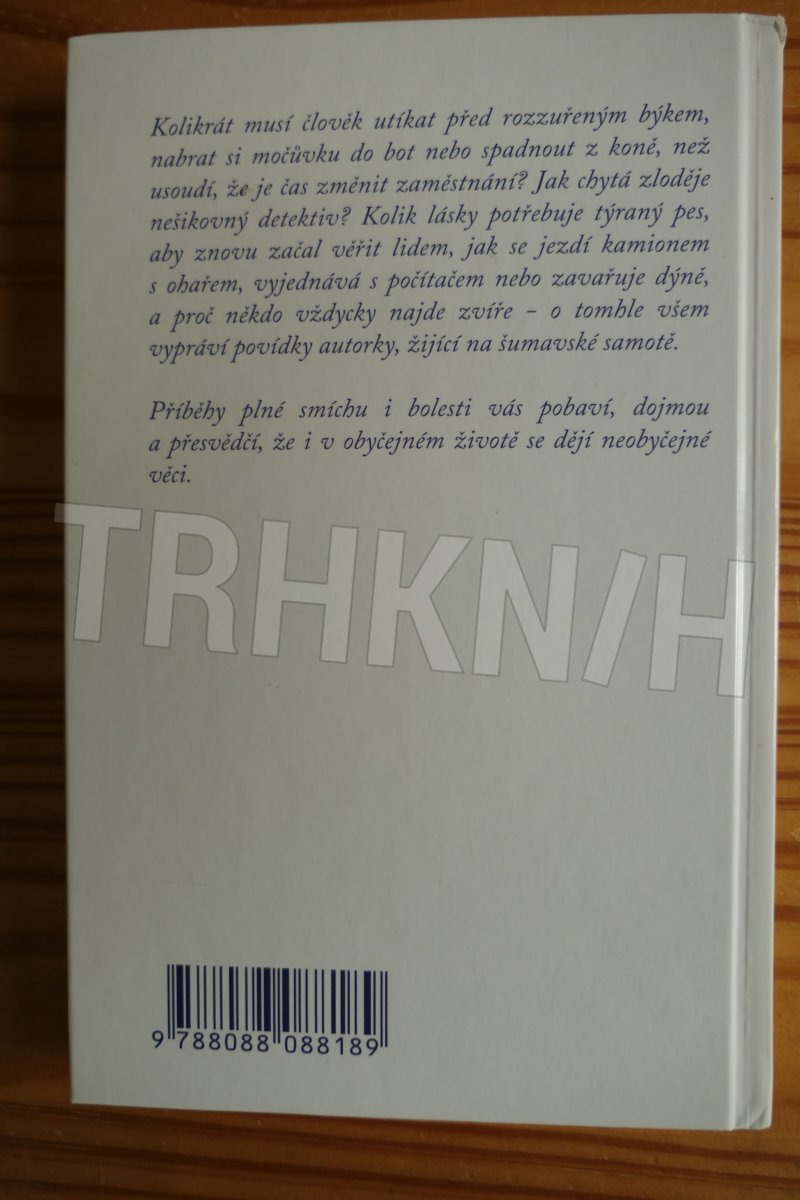 Kolikrát musí člověk utíkat před rozzuřeným býkem,
nabrat si močůvku do bot nebo spadnout z koně, než
usoudí, že je čas změnit zaměstnání? Jak chytá zloděje
nešikovný detektiv? Kolik lásky potřebuje týraný pes,
aby znovu začal věřit lidem, jak se jezdí kamionem
s ohařem, vyjednává s počítačem nebo zavařuje dýně,
a proč někdo vždycky najde zvíře – o tomhle všem
vypráví povídky autorky, žijící na šumavské samotě.
Příběhy plné smíchu i bolesti vás pobaví, dojmou
a přesvědčí, že i v obyčejném životě se dějí neobyčejné
věci.
TRHKN/H
9 788088 088189